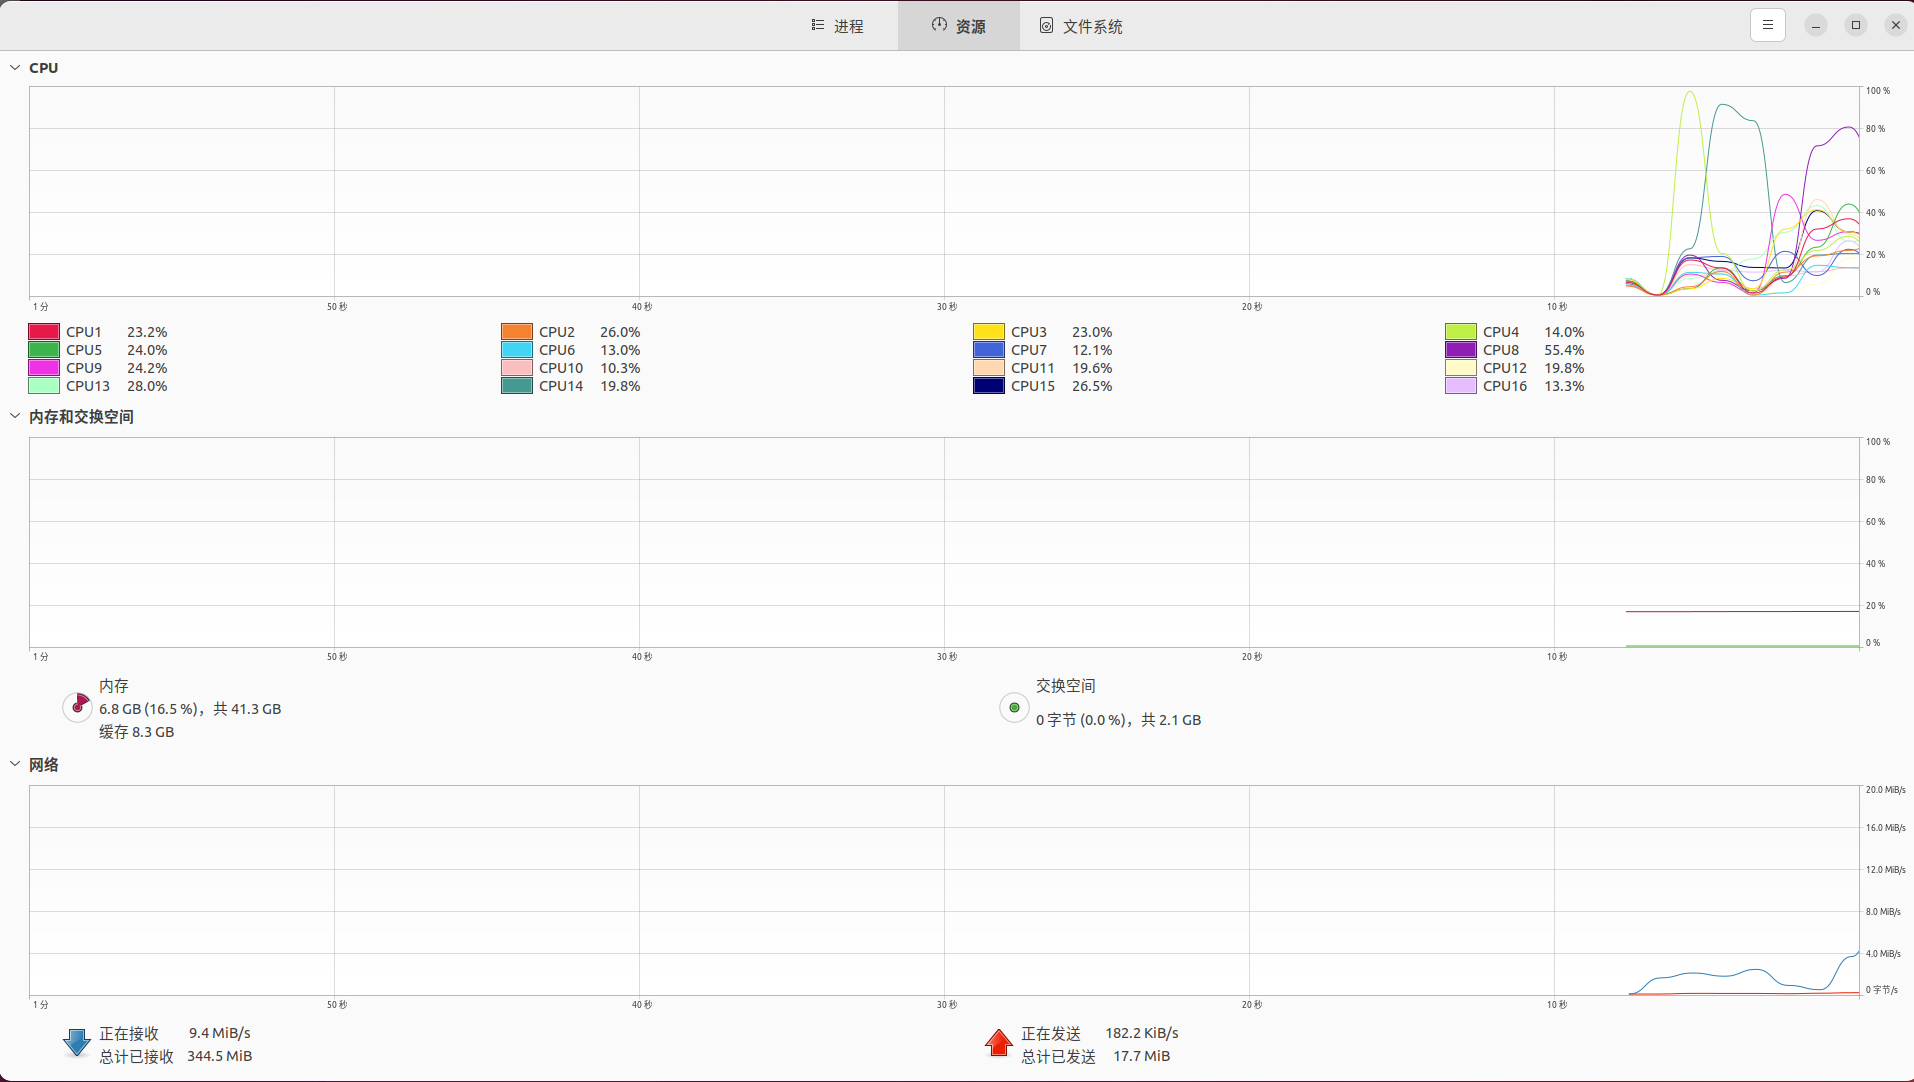 进程 资源 文件系统
CPU
100 %
80 %
60 %
40 %
20 %
0 %
1 分 50 秒 40 秒 30 秒 20 秒 10 秒
CPU1 23.2% CPU2 26.0% CPU3 23.0% CPU4 14.0%
CPU5 24.0% CPU6 13.0% CPU7 12.1% CPU8 55.4%
CPU9 24.2% CPU10 10.3% CPU11 19.6% CPU12 19.8%
CPU13 28.0% CPU14 19.8% CPU15 26.5% CPU16 13.3%
内存和交换空间
100 %
80 %
60 %
40 %
20 %
0 %
1 分 50 秒 40 秒 30 秒 20 秒 10 秒
内存 交换空间
6.8 GB (16.5 %)，共 41.3 GB 0 字节 (0.0 %)，共 2.1 GB
缓存 8.3 GB
网络
20.0 MiB/s
16.0 MiB/s
12.0 MiB/s
8.0 MiB/s
4.0 MiB/s
0 字节/s
1 分 50 秒 40 秒 30 秒 20 秒 10 秒
正在接收 9.4 MiB/s 正在发送 182.2 KiB/s
总计已接收 344.5 MiB 总计已发送 17.7 MiB